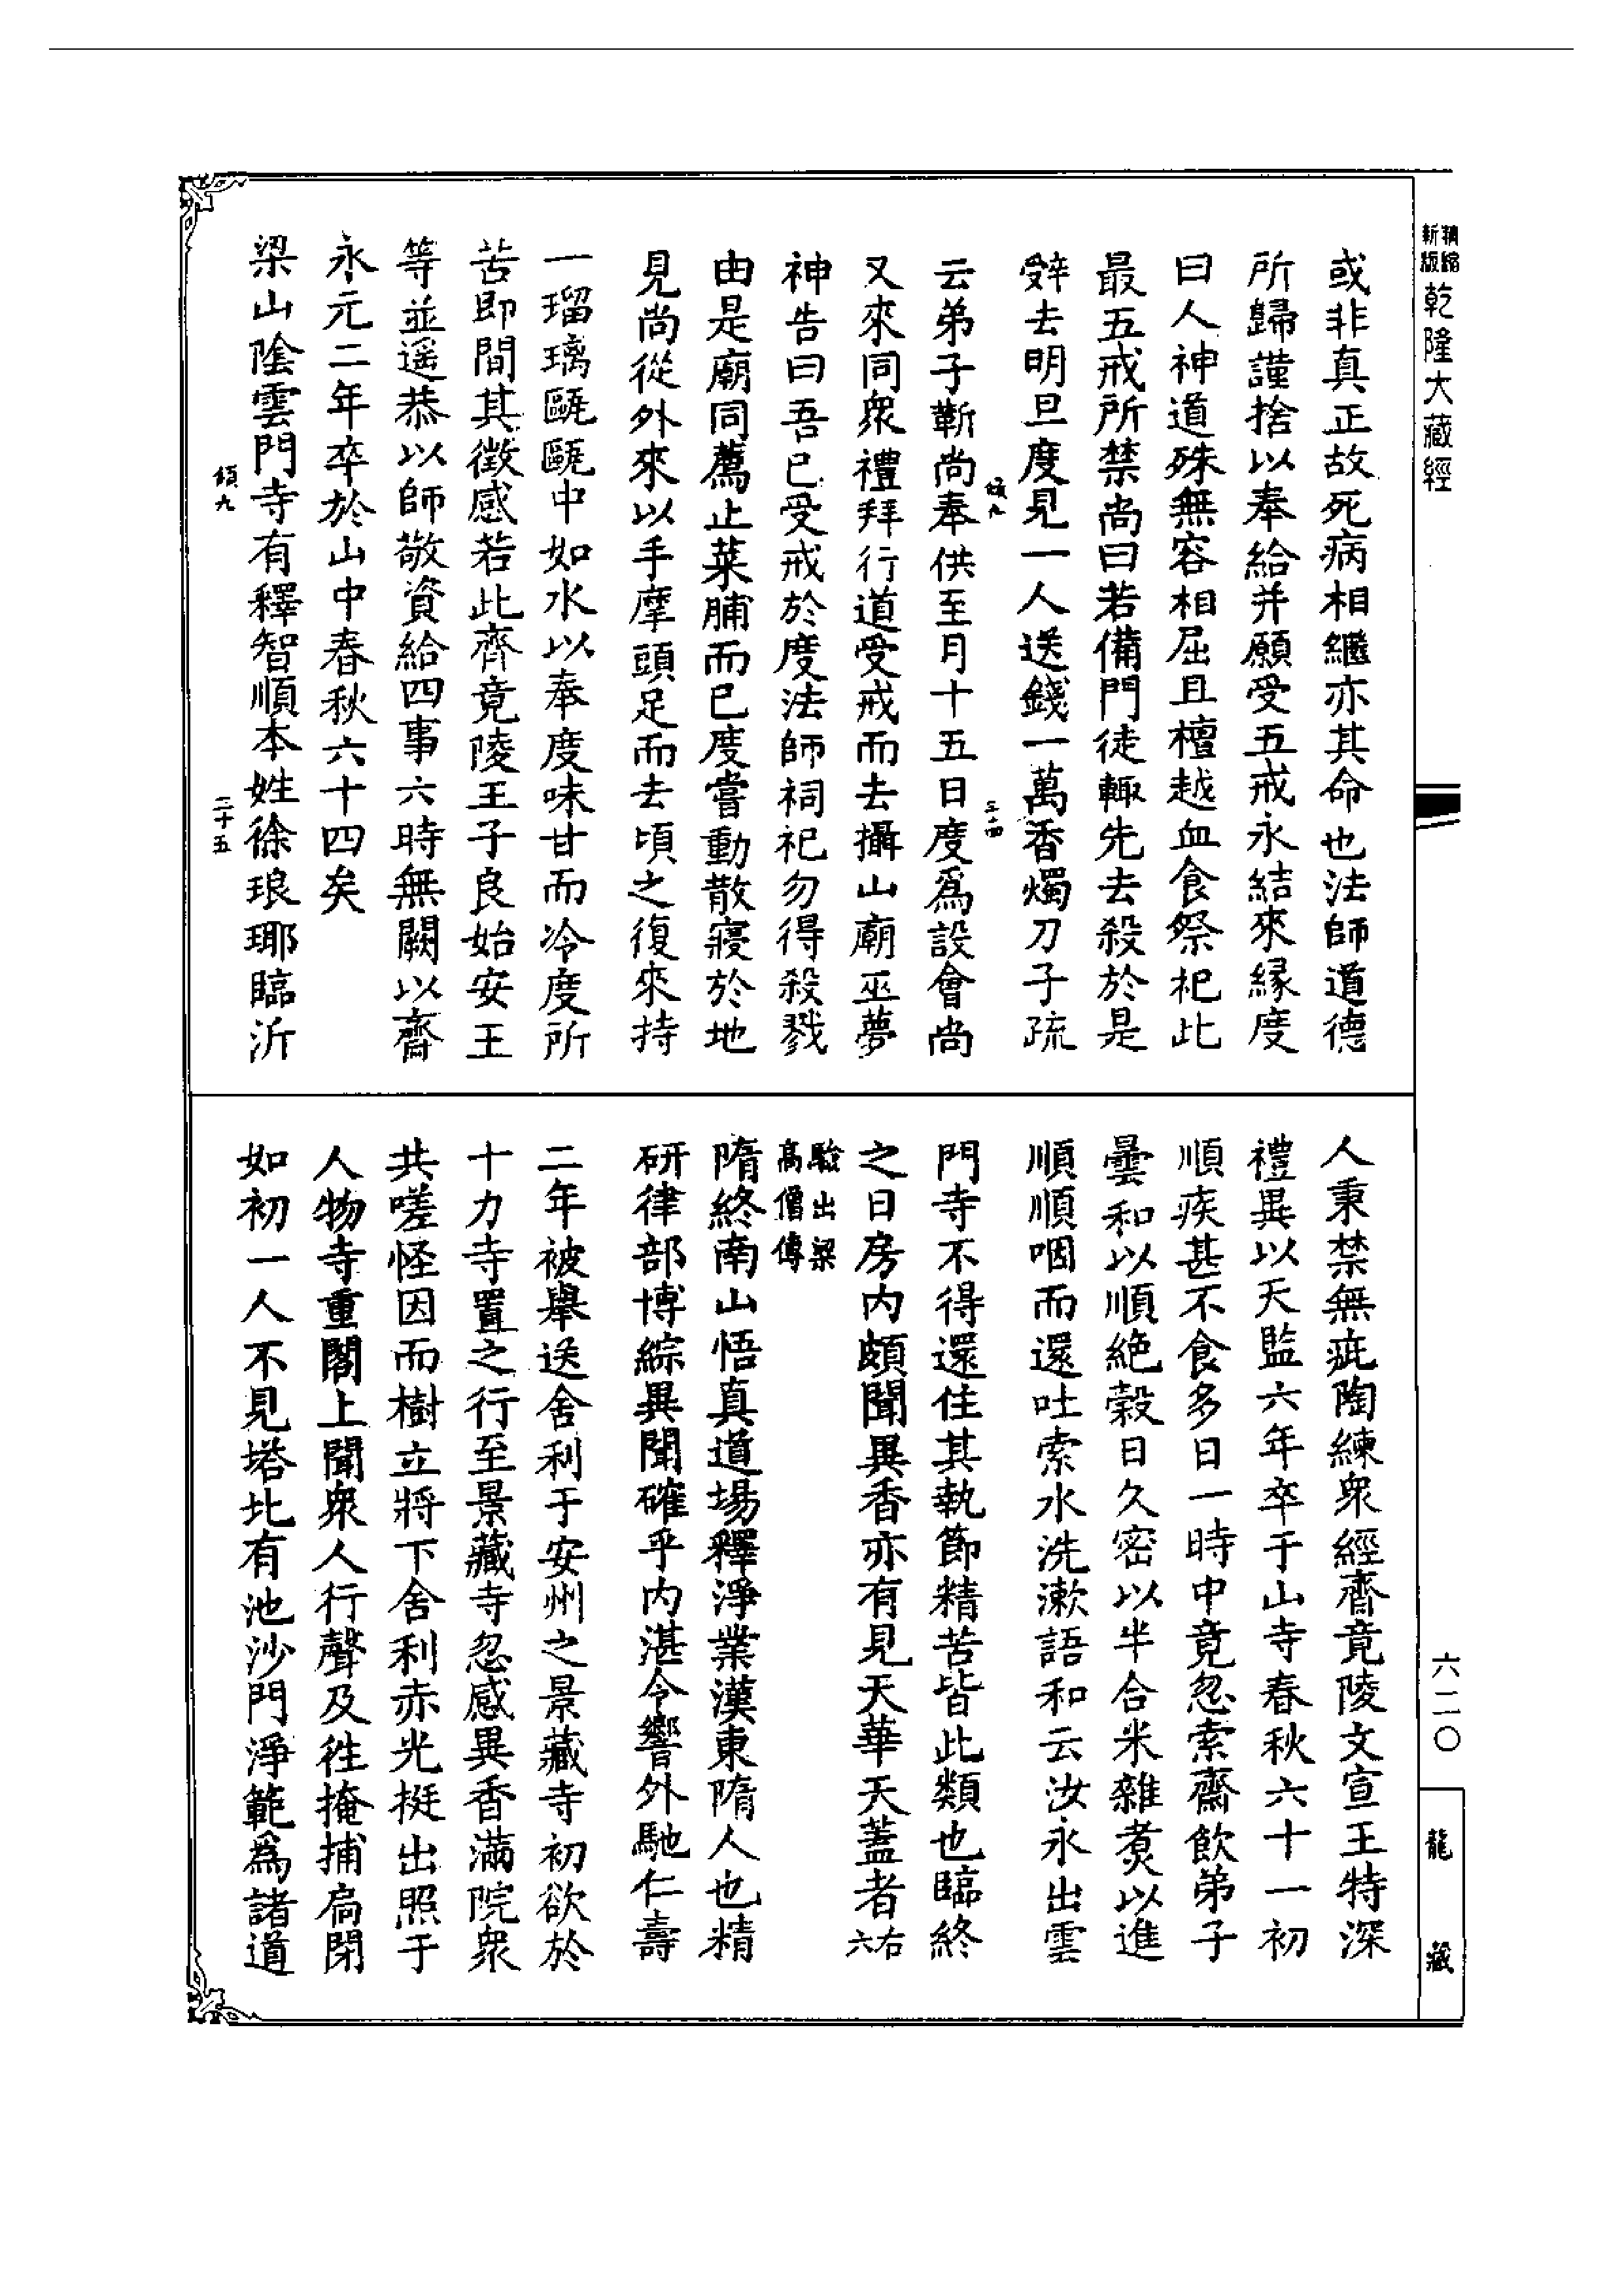 精縮新版乾隆大藏經
或非真正故死病相繼亦其命也法師道德
所歸謹捨以奉給并願受五戒永結來緣度
曰人神道殊無容相屈且檀越血食祭祀此
最五戒所禁尚曰若備門徒輒先去殺於是
辤去明旦度見一人送錢一萬香燭刀子疏
云弟子靳尚奉供至月十五日度爲設會尚
又來同衆禮拜行道受戒而去攝山廟巫夢
神告曰吾已受戒於度法師祠祀勿得殺戮
由是廟同薦止菜脯而已度嘗動散寢於地
見尚從外來以手摩頭足而去頃之復來持
一瑠璃甌甌中如水以奉度味甘而冷度所
苦即間其徴感若此齊竟陵王子良始安王
等並遥恭以師敬資給四事六時無闕以齊
永元二年卒於山中春秋六十四矣
梁山陰雲門寺有釋智順本姓徐琅琊臨沂
傾九
二十五
人秉禁無疵陶練衆經齊竟陵文宣王特深
禮異以天監六年卒于山寺春秋六十一初
順疾甚不食多日一時中竟忽索齋飲弟子
曇和以順絶穀日久密以半合米雜煑以進
順順咽而還吐索水洗漱語和云汝永出雲
門寺不得還住其執節精苦皆此類也臨終
之日房内頗聞異香亦有見天華天蓋者右六
驗出梁
高僧傳
隋終南山悟真道場釋淨業漢東隋人也精
研律部博綜異聞確乎内湛令響外馳仁壽
二年被舉送舍利于安州之景藏寺初欲於
十力寺置之行至景藏寺忽感異香滿院衆
共嗟怪因而樹立將下舍利赤光挺出照于
人物寺重閣上聞衆人行聲及徃掩捕扃閉
如初一人不見塔北有池沙門淨範爲諸道
六二〇
龍藏